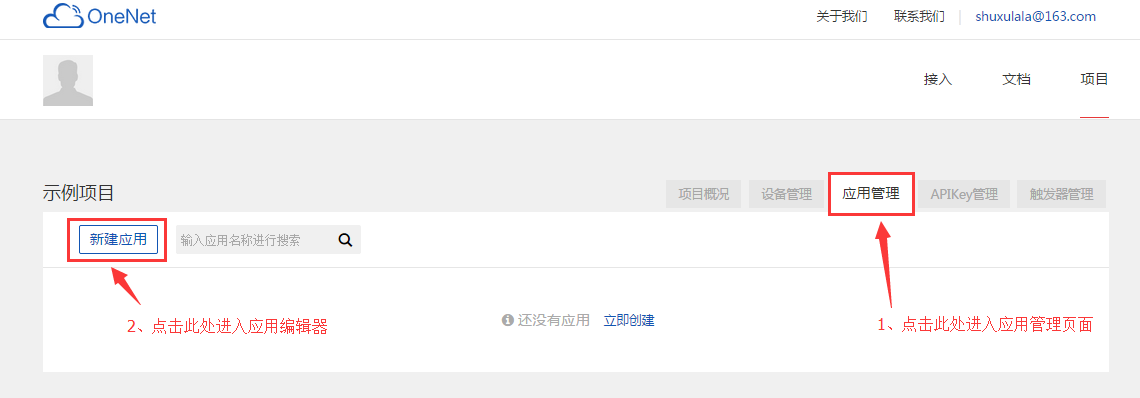 OneNet
关于我们 联系我们 | shuxulala@163.com
接入 文档 项目
示例项目
项目概况 设备管理 应用管理 APIKey管理 触发器管理
新建应用 输入应用名称进行搜索
2、点击此处进入应用编辑器
还没有应用 立即创建
1、点击此处进入应用管理页面